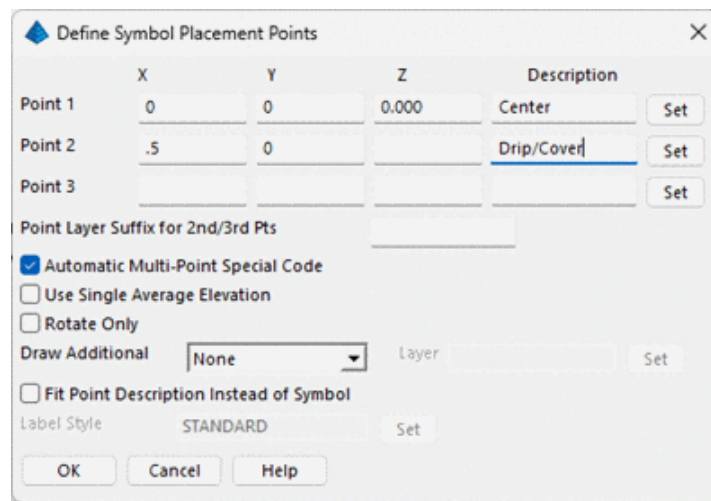 Define Symbol Placement Points
X Y Z Description
Point 1 0 0 0.000 Center Set
Point 2 .5 0 Drip/Cover Set
Point 3 Set
Point Layer Suffix for 2nd/3rd Pts
Automatic Multi-Point Special Code
Use Single Average Elevation
Rotate Only
Draw Additional None Layer Set
Fit Point Description Instead of Symbol
Label Style STANDARD Set
OK Cancel Help